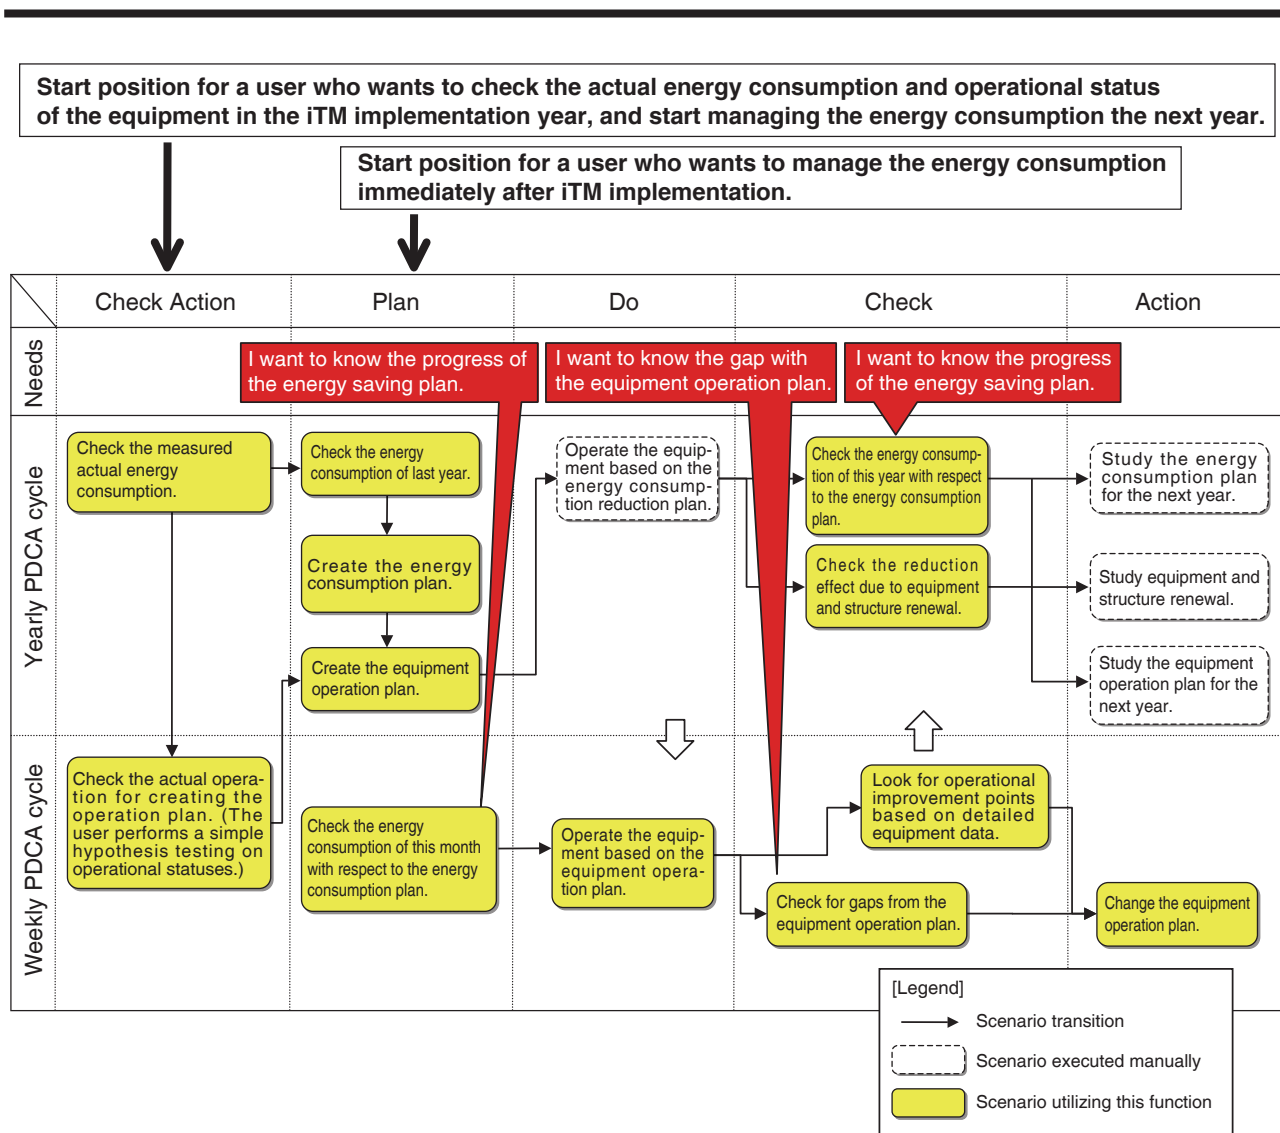 Start position for a user who wants to check the actual energy consumption and operational status
of the equipment in the iTM implementation year, and start managing the energy consumption the next year.
Start position for a user who wants to manage the energy consumption
immediately after iTM implementation.
Check Action
Plan
Do
Check
Action
Needs
I want to know the progress of
the energy saving plan.
I want to know the gap with
the equipment operation plan.
I want to know the progress
of the energy saving plan.
Yearly PDCA cycle
Check the measured
actual energy
consumption.
Check the energy
consumption of last year.
Create the energy
consumption plan.
Create the equipment
operation plan.
Operate the equip-
ment based on the
energy consump-
tion reduction plan.
Check the energy consump-
tion of this year with respect
to the energy consumption
plan.
Check the reduction
effect due to equipment
and structure renewal.
Study the energy
consumption plan
for the next year.
Study equipment and
structure renewal.
Study the equipment
operation plan for the
next year.
Weekly PDCA cycle
Check the actual opera-
tion for creating the
operation plan. (The
user performs a simple
hypothesis testing on
operational statuses.)
Check the energy
consumption of this month
with respect to the energy
consumption plan.
Operate the equip-
ment based on the
equipment opera-
tion plan.
Look for operational
improvement points
based on detailed
equipment data.
Check for gaps from the
equipment operation plan.
Change the equipment
operation plan.
[Legend]
Scenario transition
Scenario executed manually
Scenario utilizing this function